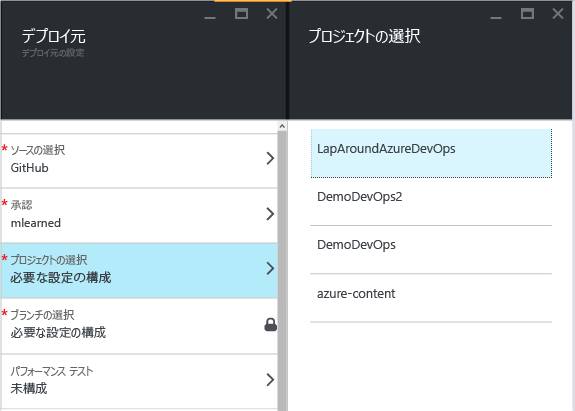 デプロイ元
デプロイ元の設定
* ソースの選択
GitHub
* 承認
mlearned
* プロジェクトの選択
必要な設定の構成
* ブランチの選択
必要な設定の構成
パフォーマンス テスト
未構成
プロジェクトの選択
LapAroundAzureDevOps
DemoDevOps2
DemoDevOps
azure-content